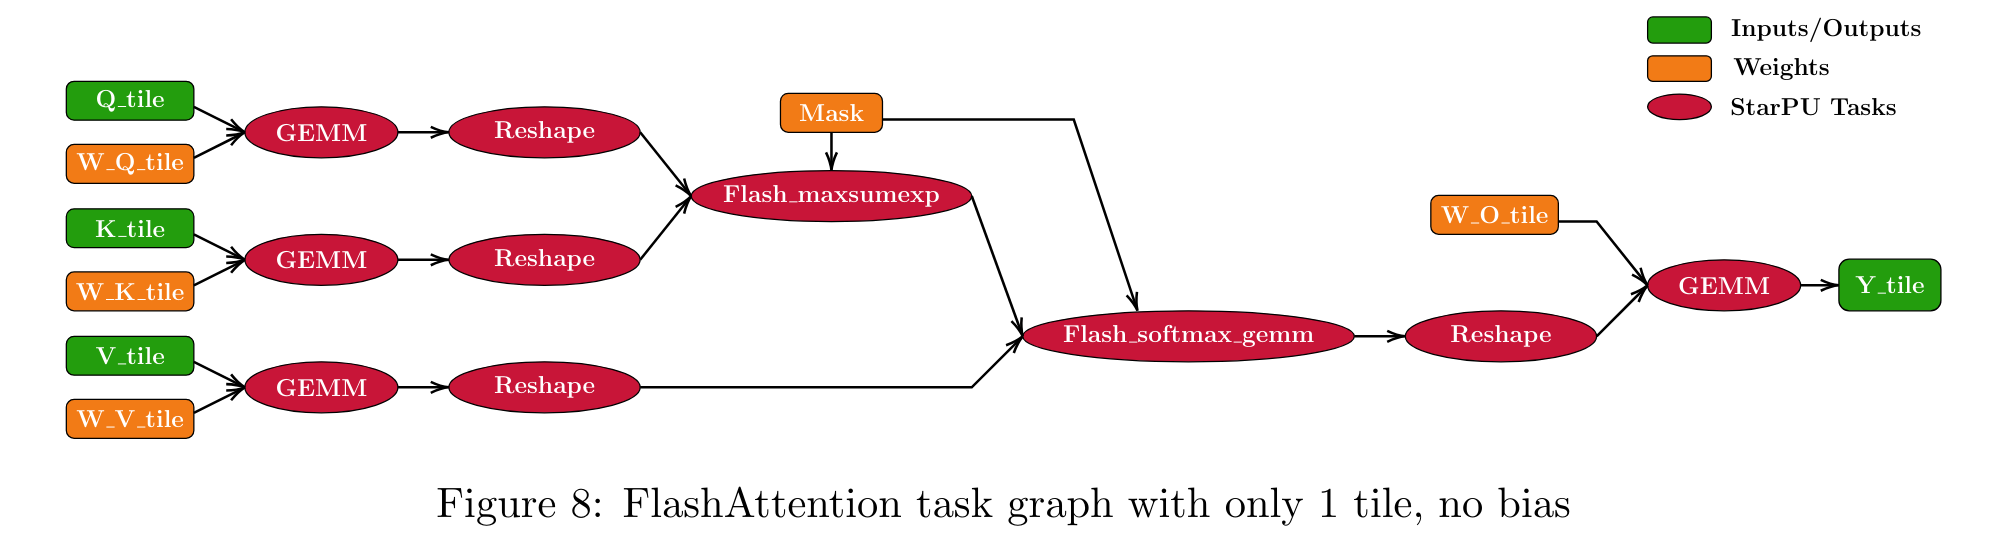 Inputs/Outputs
Weights
StarPU Tasks
Q_tile
W_Q_tile
GEMM
Reshape
Mask
Flash_maxsumexp
K_tile
W_K_tile
GEMM
Reshape
V_tile
W_V_tile
GEMM
Reshape
Flash_softmax_gemm
Reshape
W_O_tile
GEMM
Y_tile
Figure 8: FlashAttention task graph with only 1 tile, no bias